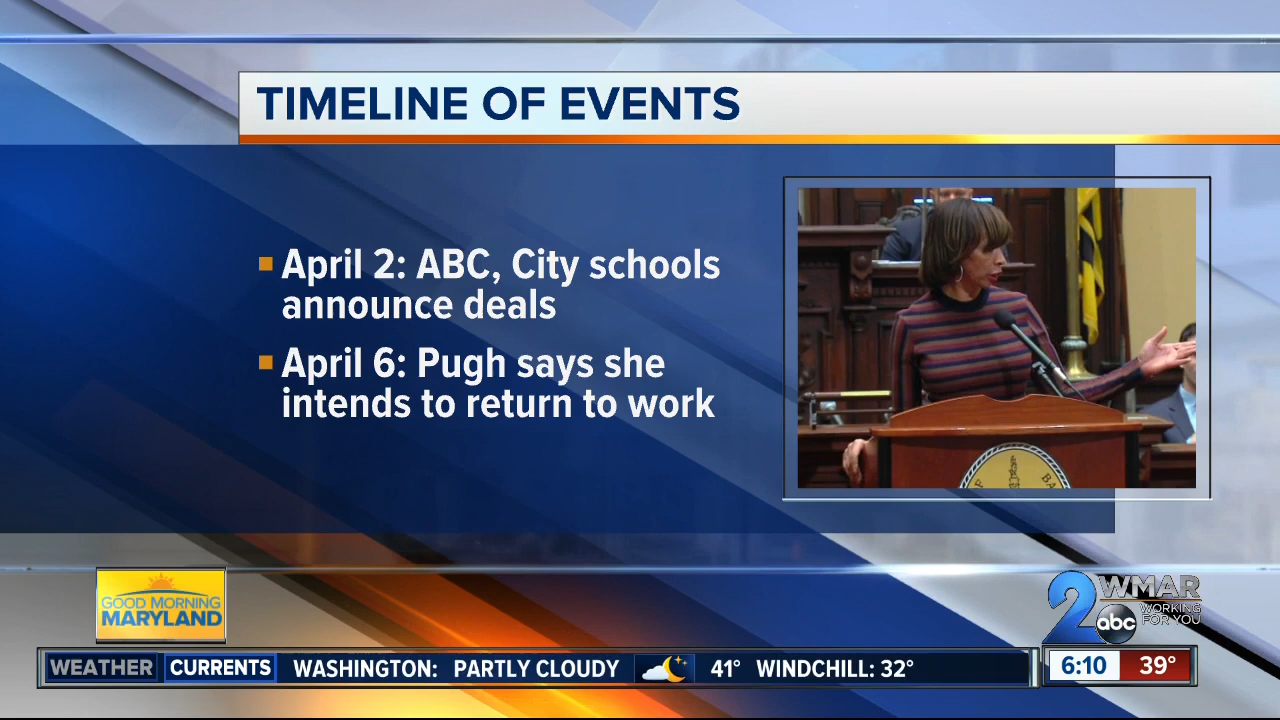 TIMELINE OF EVENTS
April 2: ABC, City schools
announce deals
April 6: Pugh says she
intends to return to work
F
BA
GOOD MORNING
MARYLAND
2 WMAR
abc
WORKING
FOR YOU
WEATHER CURRENTS WASHINGTON: PARTLY CLOUDY 41° WINDCHILL: 32° 6:10 39°